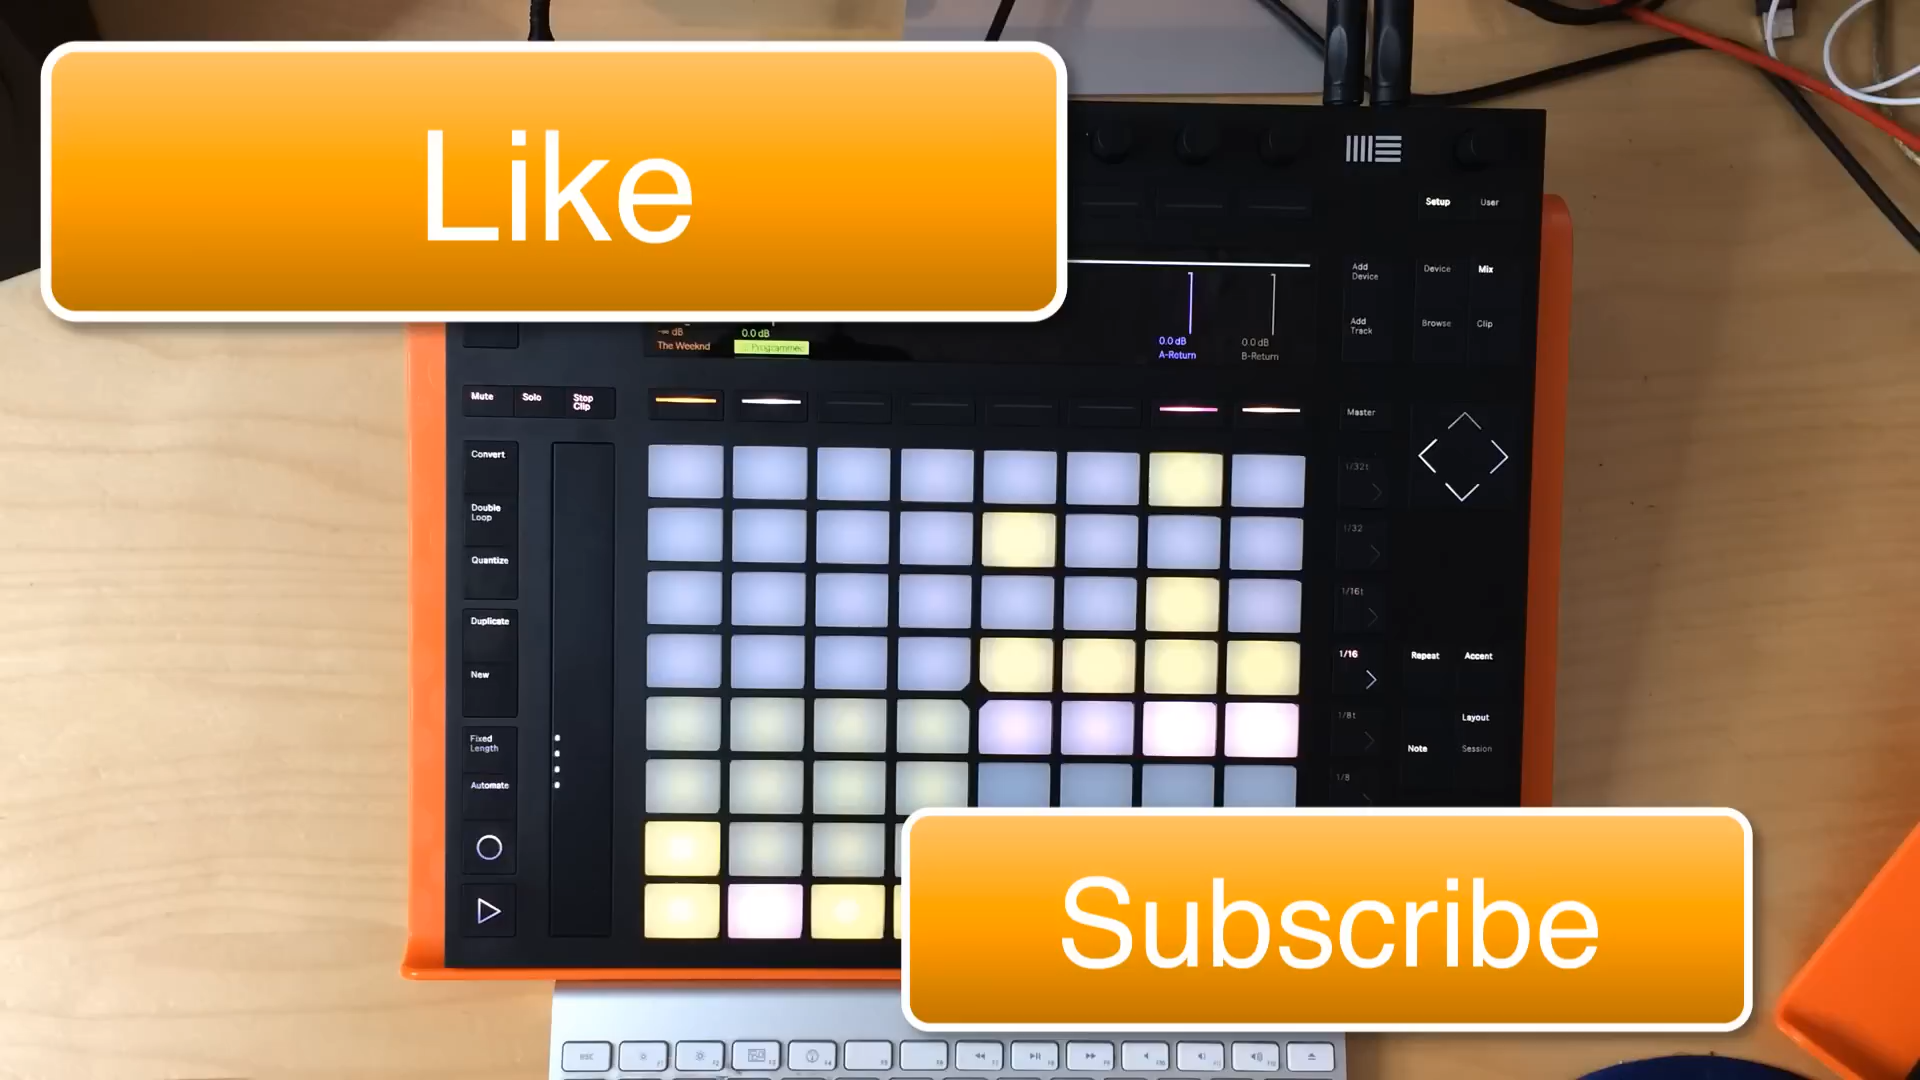 Like
Setup User
Add Device
Device Mix
Add Track
Browse Clip
-∞ dB
The Weeknd
0.0 dB
Programmed
0.0 dB
A-Return
0.0 dB
B-Return
Mute Solo Stop Clip
Master
Convert
1/32t
Double Loop
1/32
Quantize
1/16t
Duplicate
1/16
Repeat Accent
New
1/8t
Layout
Fixed Length
Note Session
1/8
Automate
Subscribe
esc